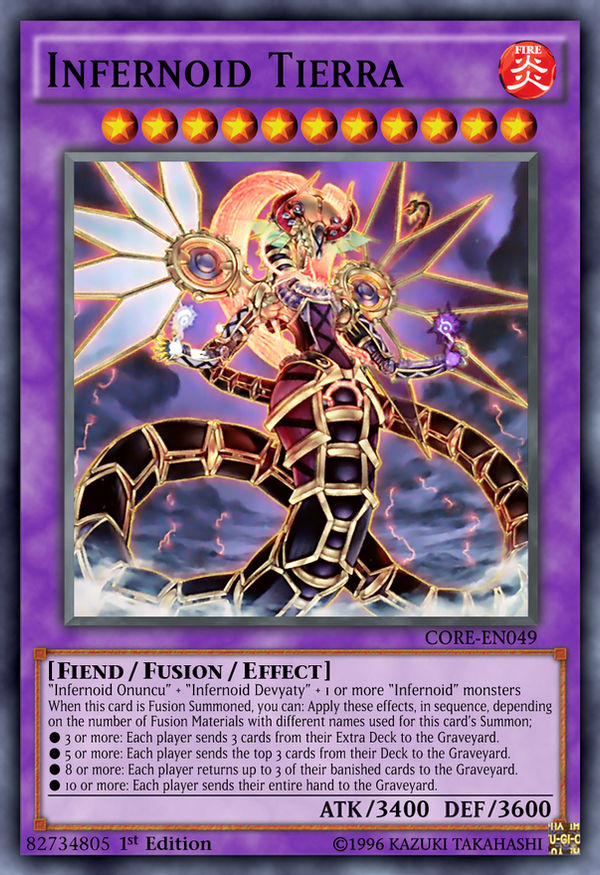 INFERNOID TIERRA
FIRE
炎
CORE-EN049
[FIEND / FUSION / EFFECT]
"Infernoid Onuncu" + "Infernoid Devyaty" + 1 or more "Infernoid" monsters
When this card is Fusion Summoned, you can: Apply these effects, in sequence, depending
on the number of Fusion Materials with different names used for this card's Summon;
● 3 or more: Each player sends 3 cards from their Extra Deck to the Graveyard.
● 5 or more: Each player sends the top 3 cards from their Deck to the Graveyard.
● 8 or more: Each player returns up to 3 of their banished cards to the Graveyard.
● 10 or more: Each player sends their entire hand to the Graveyard.
ATK/3400 DEF/3600
82734805 1st Edition ©1996 KAZUKI TAKAHASHI